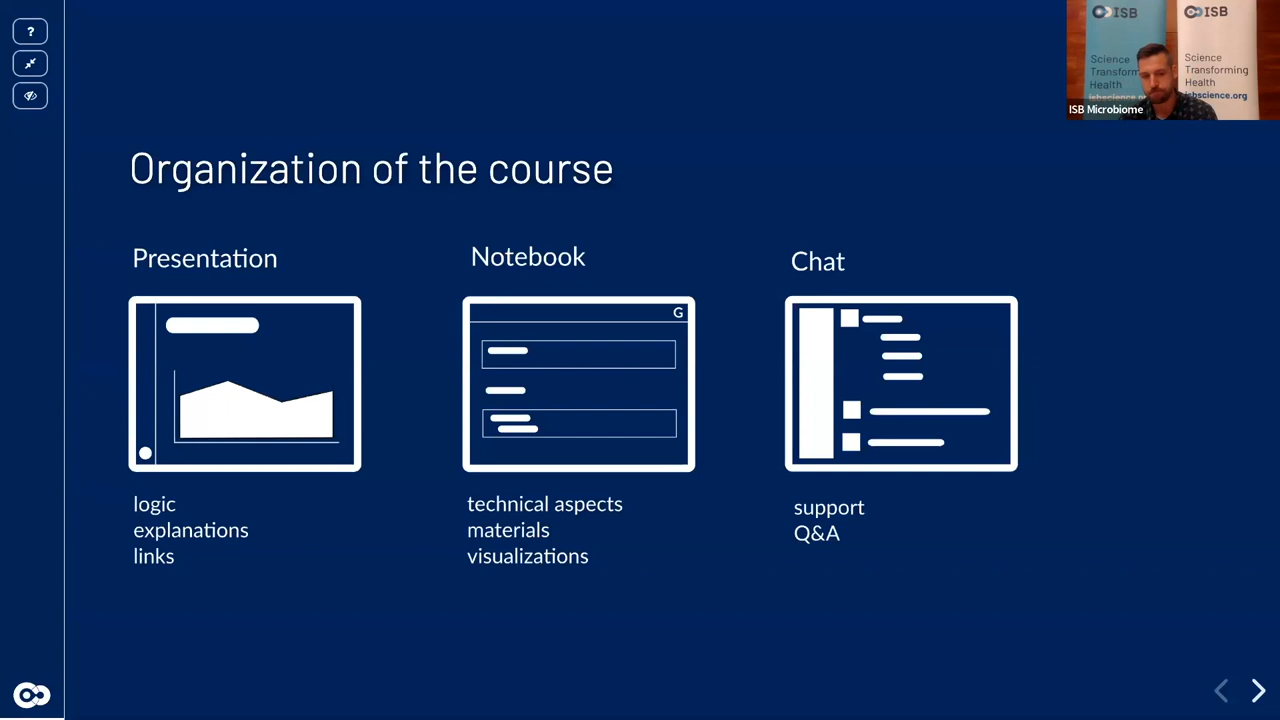 ?
ISB
ISB
Science
Transform
Health
Science
Transforming
Health
isbscience.org
ISB Microbiome
Organization of the course
Presentation
Notebook
Chat
G
logic
explanations
links
technical aspects
materials
visualizations
support
Q&A